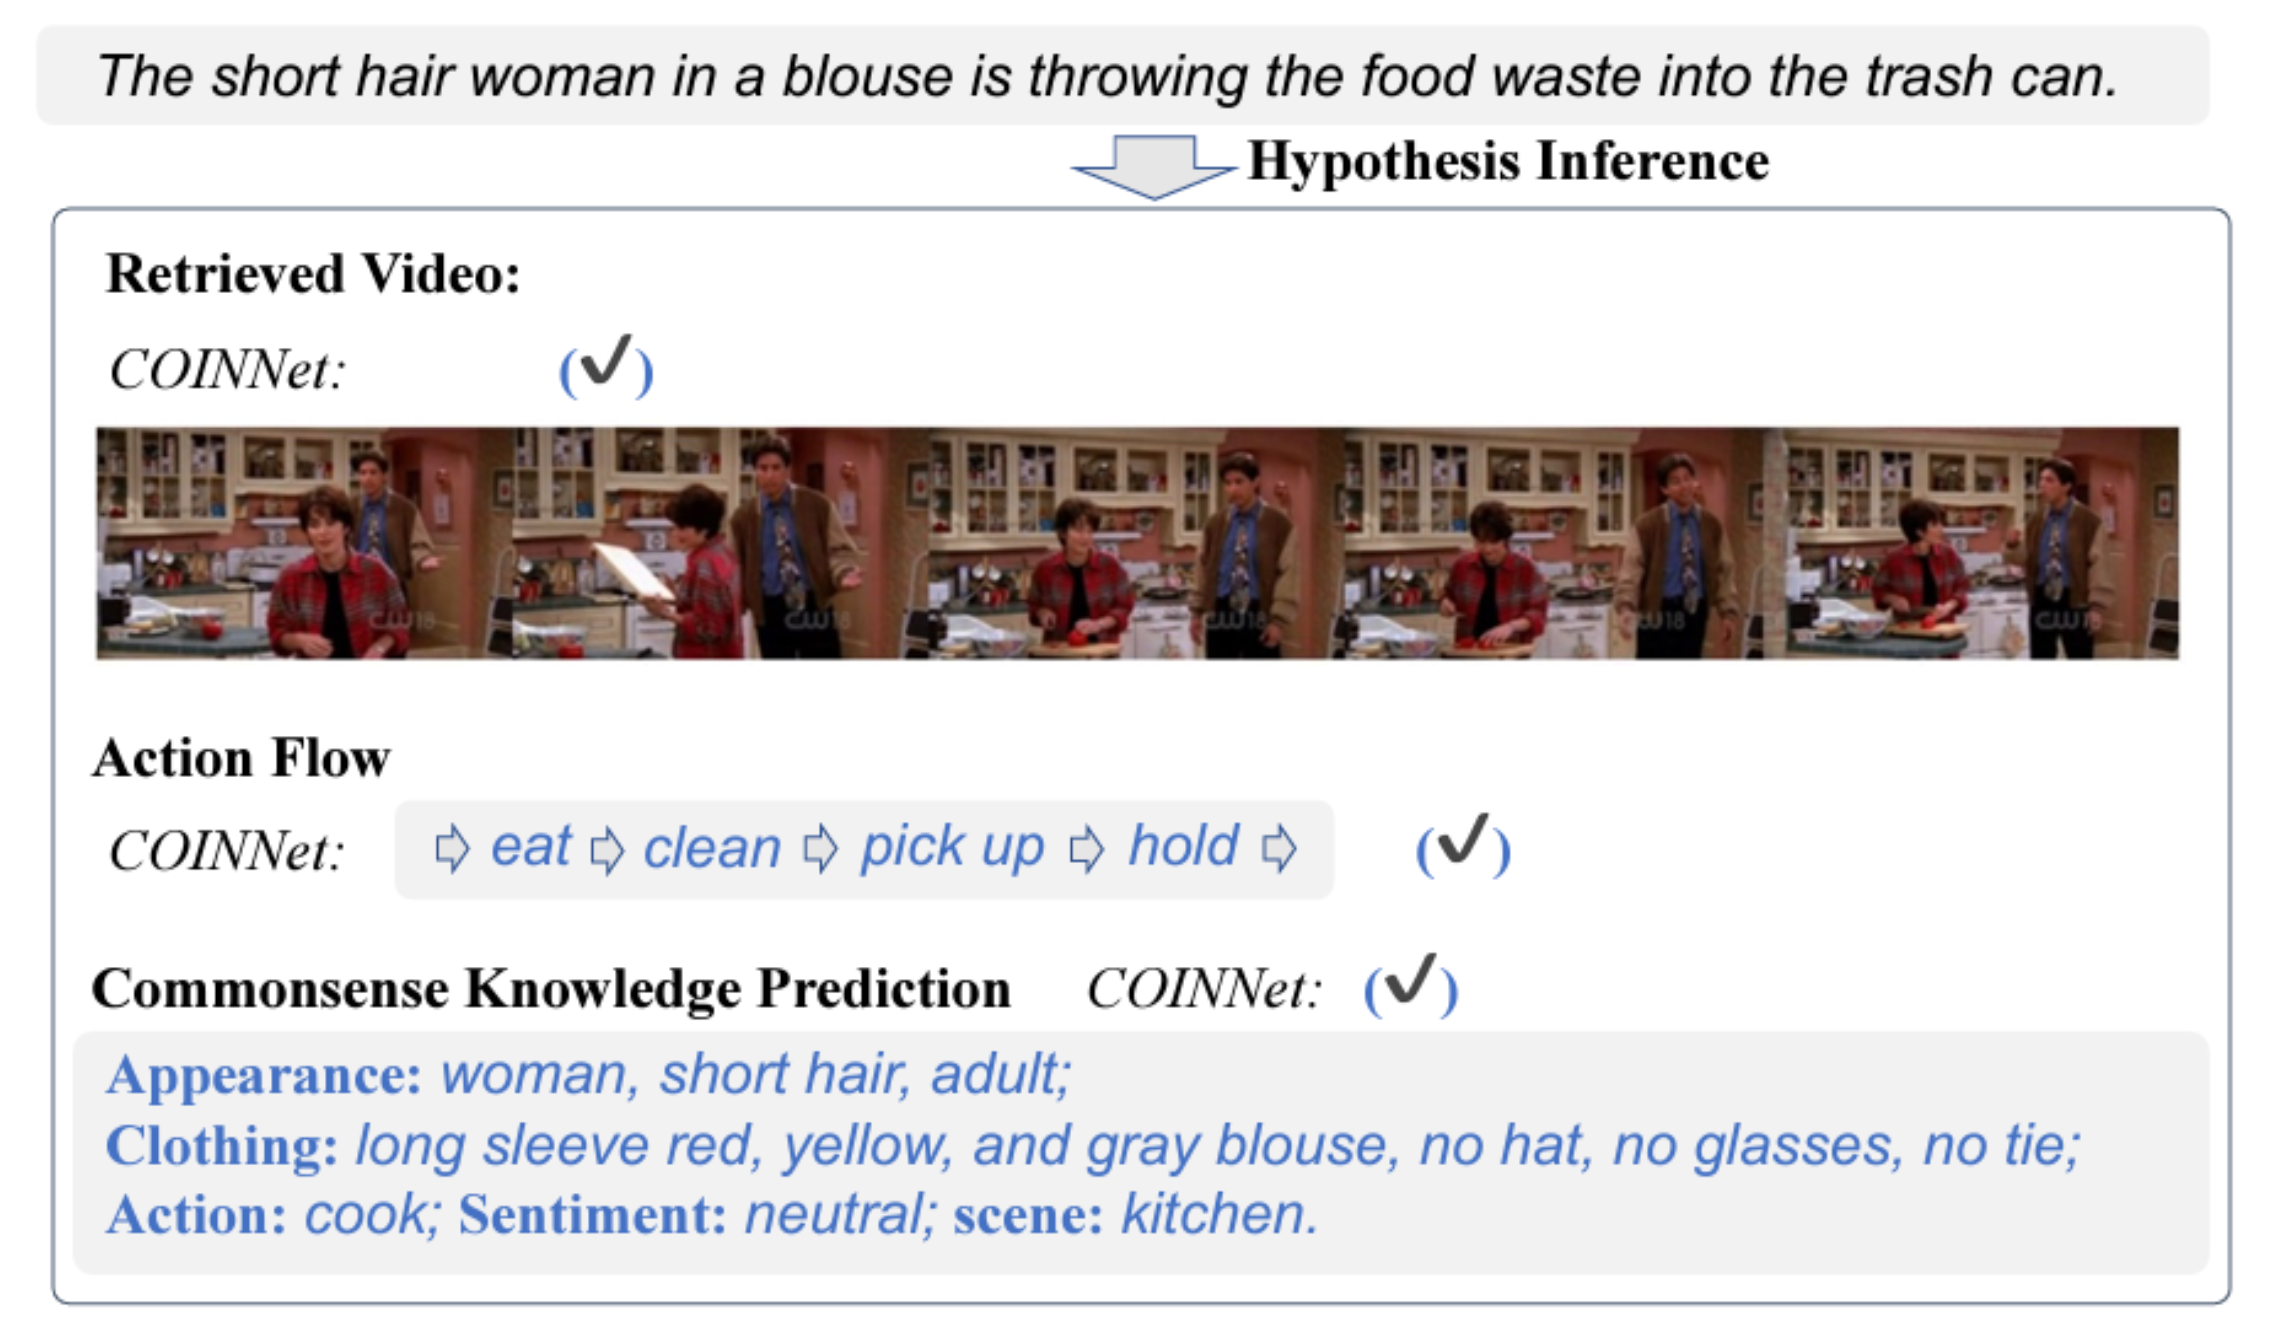 The short hair woman in a blouse is throwing the food waste into the trash can.
Hypothesis Inference
Retrieved Video:
COINNet: (✔)
CW18 CW18 CW18 CW18 CW18
Action Flow
COINNet: ⇨ eat ⇨ clean ⇨ pick up ⇨ hold ⇨ (✔)
Commonsense Knowledge Prediction COINNet: (✔)
Appearance: woman, short hair, adult;
Clothing: long sleeve red, yellow, and gray blouse, no hat, no glasses, no tie;
Action: cook; Sentiment: neutral; scene: kitchen.